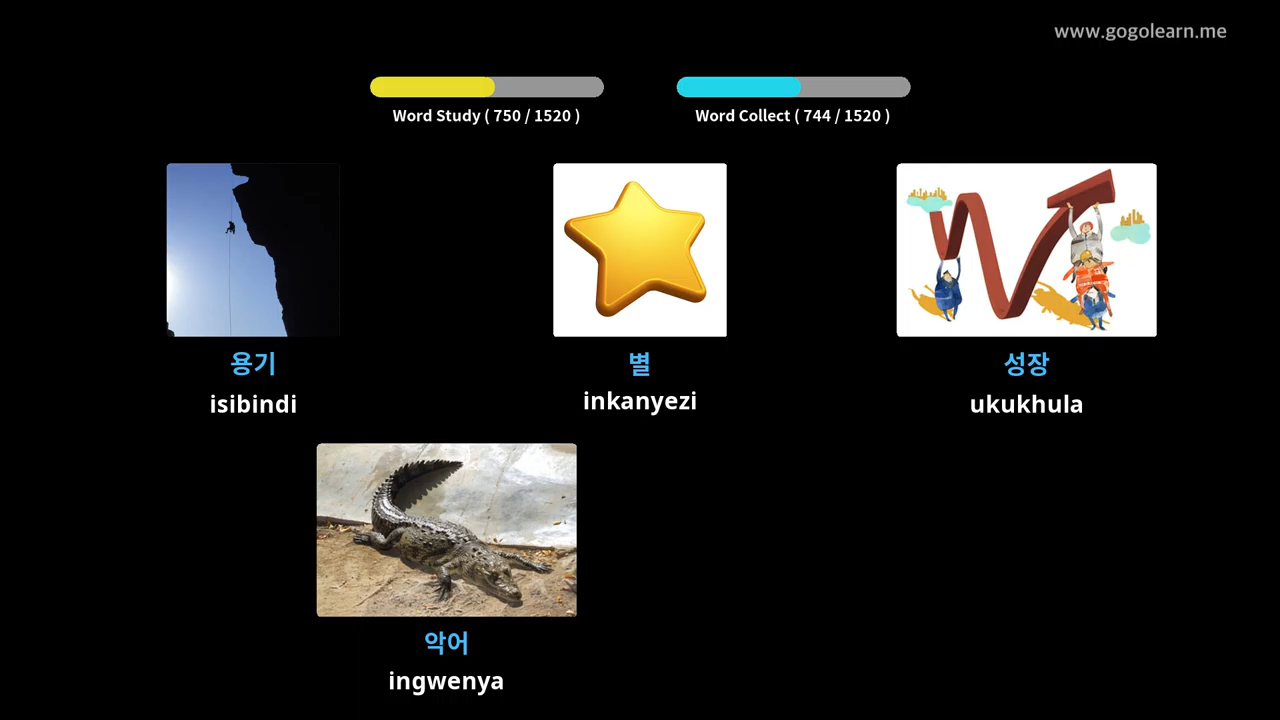 www.gogolearn.me
Word Study ( 750 / 1520 )
Word Collect ( 744 / 1520 )
용기
isibindi
별
inkanyezi
성장
ukukhula
악어
ingwenya